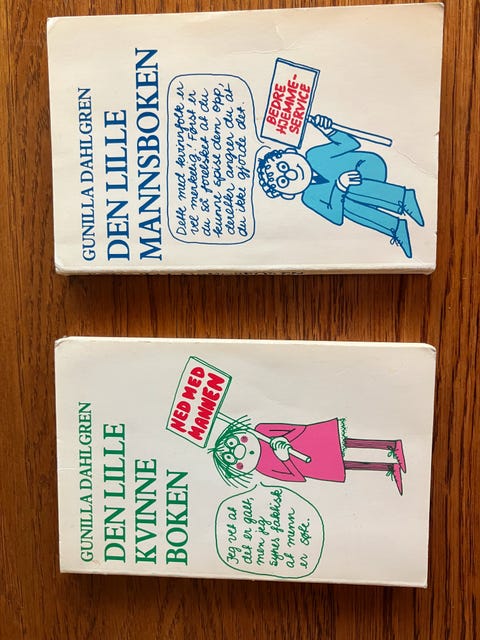 GUNILLA DAHLGREN
DEN LILLE
MANNSBOKEN
Dette med kvinnfolk er
vel merkelig! Først er
du så forelsket at du
kunne spist dem opp,
deretter angrer du at
du ikke gjorde det.
BEDRE
HJEMME-
SERVICE
GUNILLA DAHLGREN
DEN LILLE
KVINNE
BOKEN
NED MED
MANNEN
Jeg vet at
det er galt,
men jeg
synes faktisk
at menn
er søte.